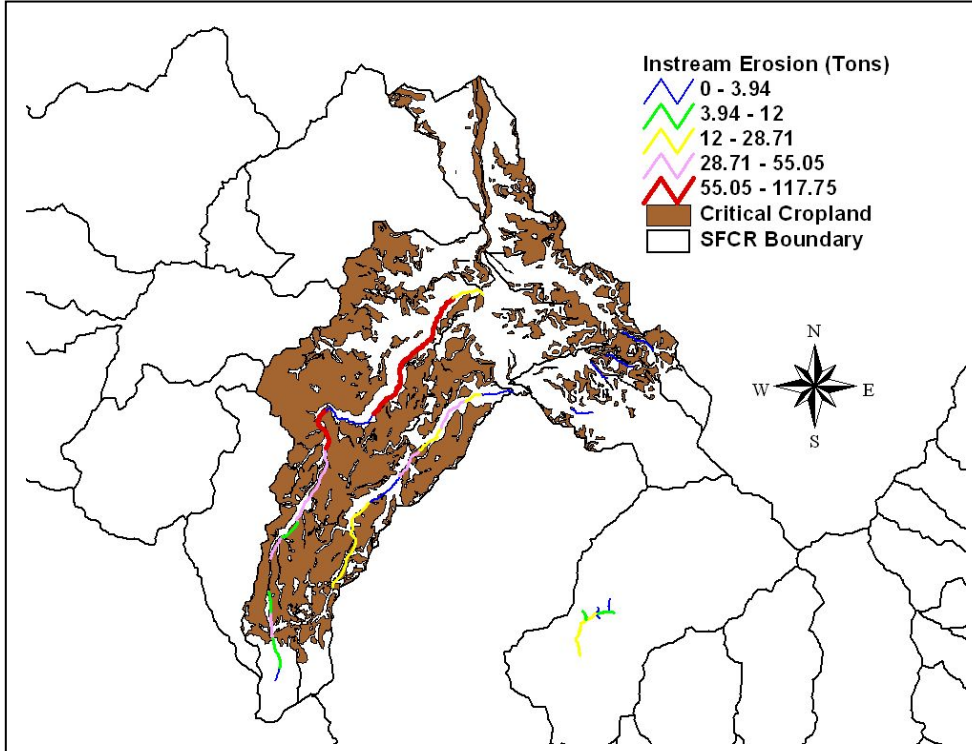 Instream Erosion (Tons)
0 - 3.94
3.94 - 12
12 - 28.71
28.71 - 55.05
55.05 - 117.75
Critical Cropland
SFCR Boundary
N
W E
S